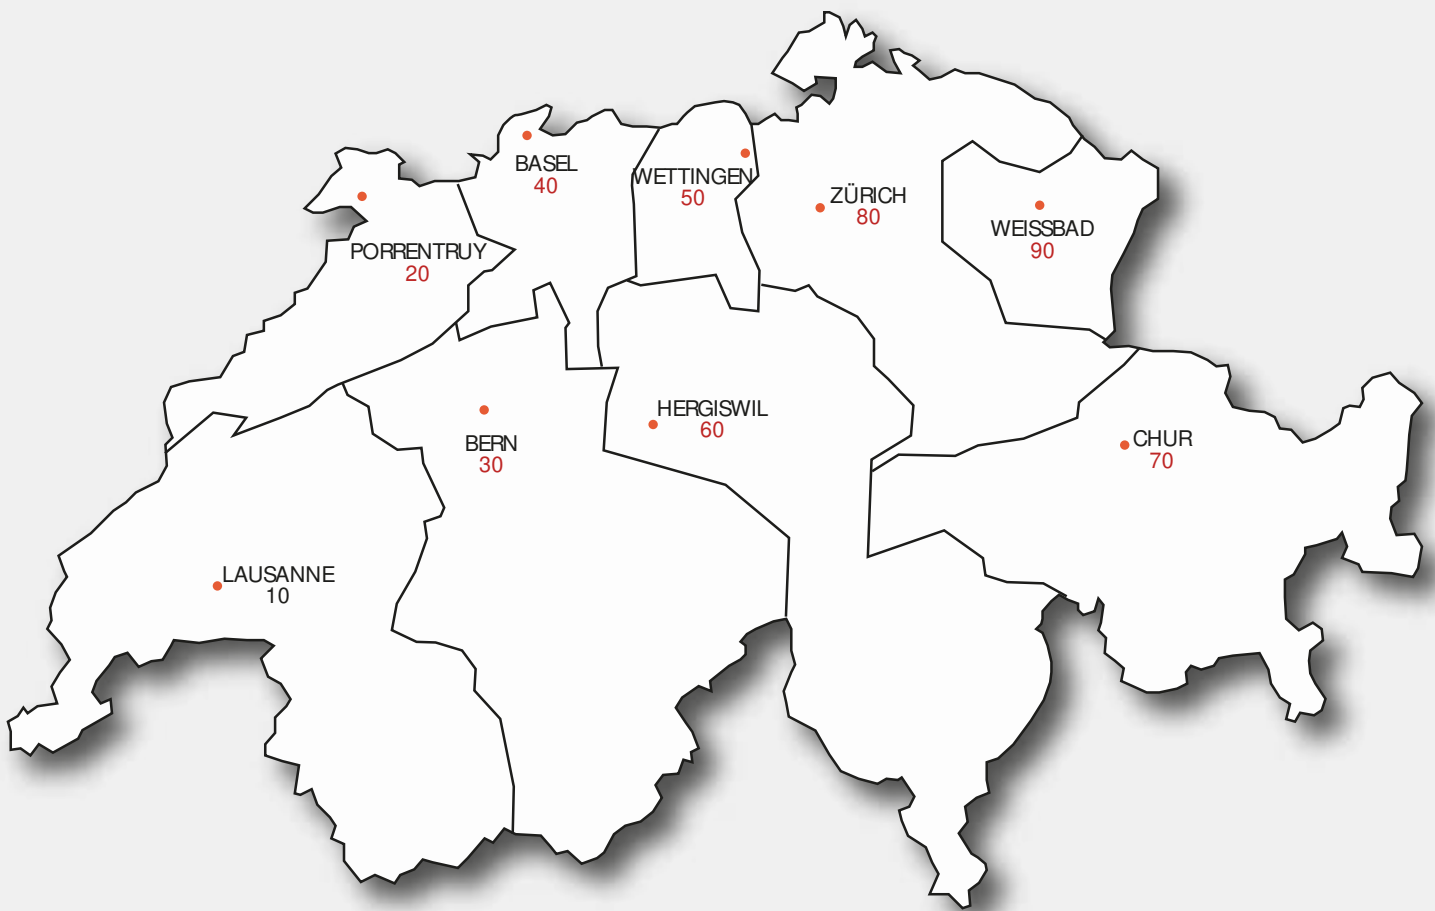 BASEL
40
WETTINGEN
50
ZÜRICH
80
WEISSBAD
90
PORRENTRUY
20
HERGISWIL
60
BERN
30
CHUR
70
LAUSANNE
10